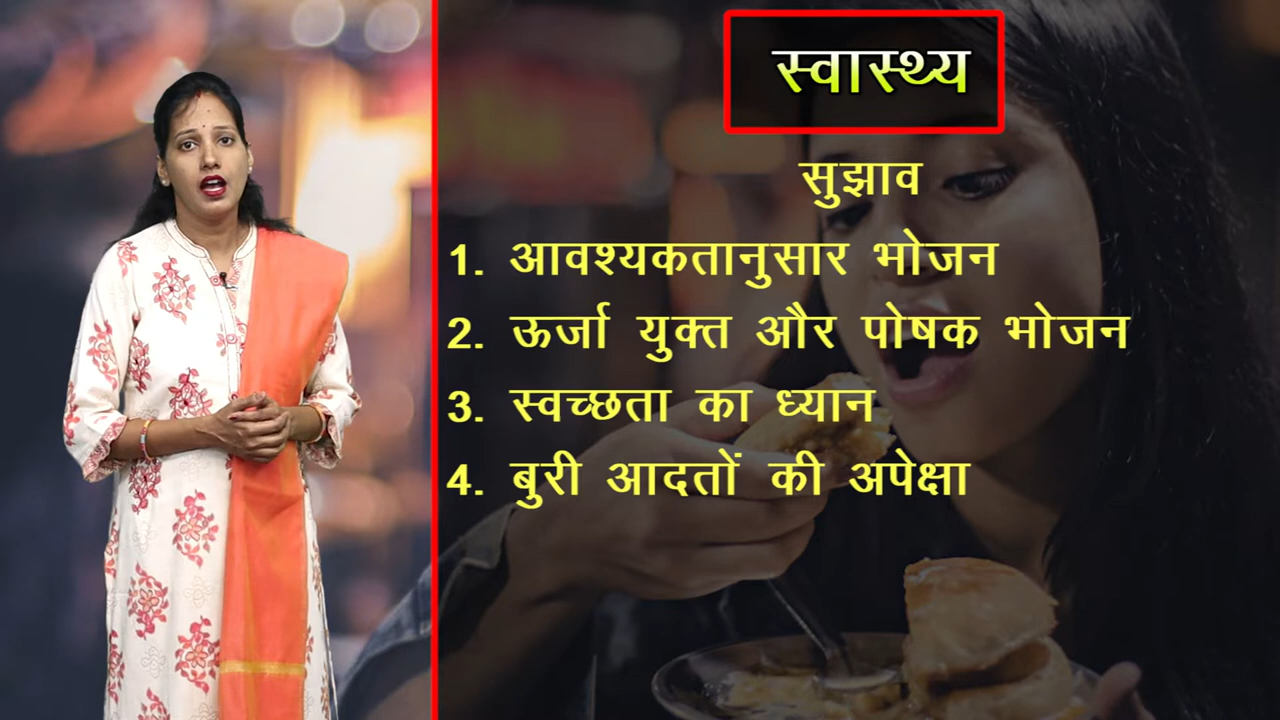 स्वास्थ्य
सुझाव
1. आवश्यकतानुसार भोजन
2. ऊर्जा युक्त और पोषक भोजन
3. स्वच्छता का ध्यान
4. बुरी आदतों की अपेक्षा